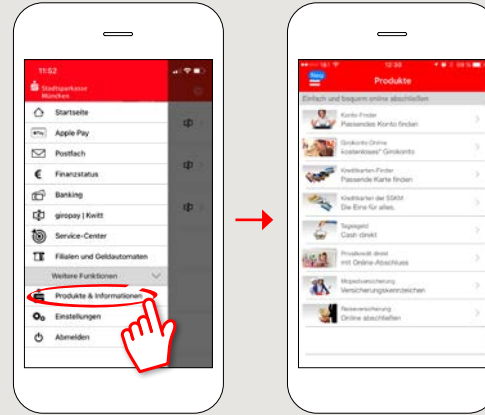 11:52
Stadtsparkasse
München
Startseite
Apple Pay
Postfach
Finanzstatus
Banking
giropay | Kwitt
Service-Center
Filialen und Geldautomaten
Weitere Funktionen
Produkte & Informationen
Einstellungen
Abmelden
12:30
Produkte
Einfach und bequem online abschließen
Konto-Finder
Passendes Konto finden
Girokonto Online
kostenloses* Girokonto
Kreditkarten-Finder
Passende Karte finden
Kreditkarten der SSKM
Die Eine für alles.
Tagesgeld
Cash direkt
Privatkredit direkt
mit Online-Abschluss
Mopedversicherung
Versicherungskennzeichen
Reiseversicherung
Online abschließen